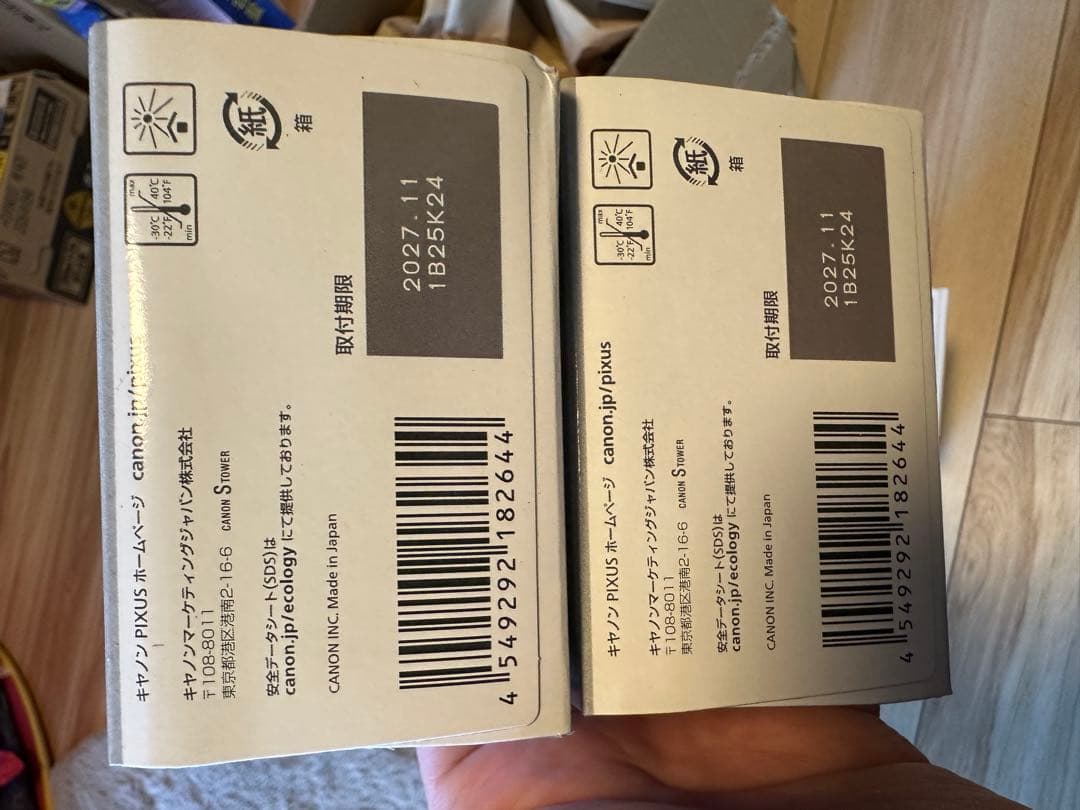 キヤノン PIXUS ホームページ canon.jp/pixus
キヤノンマーケティングジャパン株式会社
〒108-8011
東京都港区港南2-16-6 CANON S TOWER
安全データシート(SDS)は
canon.jp/ecology にて提供しております。
CANON INC. Made in Japan
4 549292 182644
取付期限
2027.11
1B25K24
max
-30℃ 40℃
-22°F 104°F
min
紙
箱
キヤノン PIXUS ホームページ canon.jp/pixus
キヤノンマーケティングジャパン株式会社
〒108-8011
東京都港区港南2-16-6 CANON S TOWER
安全データシート(SDS)は
canon.jp/ecology にて提供しております。
CANON INC. Made in Japan
4 549292 182644
取付期限
2027.11
1B25K24
max
-30℃ 40℃
-22°F 104°F
min
紙
箱